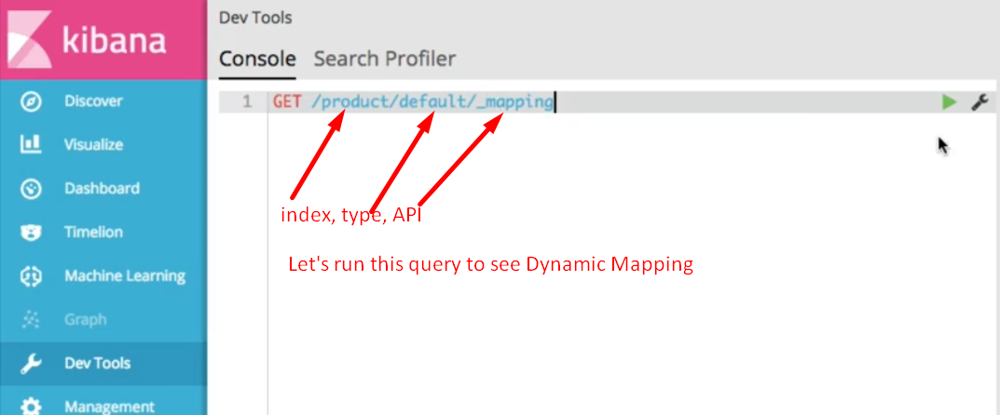 kibana
Discover
Visualize
Dashboard
Timelion
Machine Learning
Graph
Dev Tools
Management
Dev Tools
Console Search Profiler
1 GET /product/default/_mapping
index, type, API
Let's run this query to see Dynamic Mapping